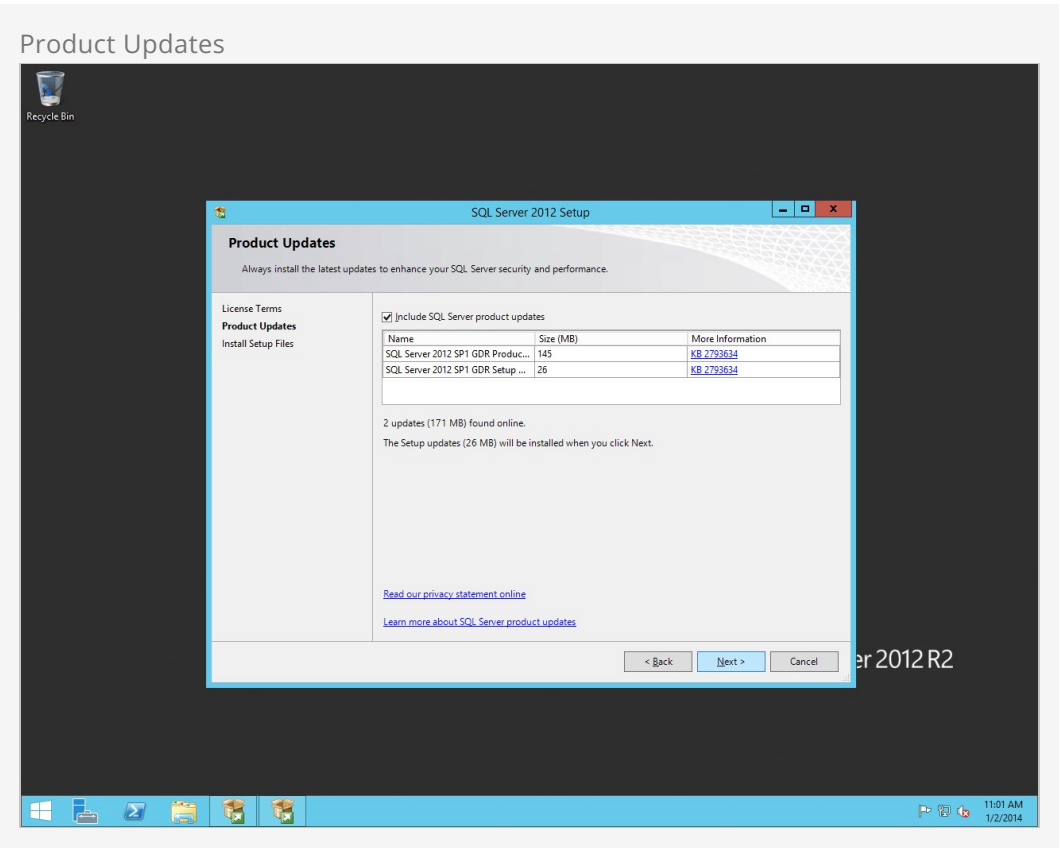 Product Updates
Recycle Bin
SQL Server 2012 Setup
Product Updates
Always install the latest updates to enhance your SQL Server security and performance.
License Terms
Product Updates
Install Setup Files
Include SQL Server product updates
Name Size (MB) More Information
SQL Server 2012 SP1 GDR Produc... 145 KB 2793634
SQL Server 2012 SP1 GDR Setup ... 26 KB 2793634
2 updates (171 MB) found online.
The Setup updates (26 MB) will be installed when you click Next.
Read our privacy statement online
Learn more about SQL Server product updates
< Back Next > Cancel
er 2012 R2
11:01 AM
1/2/2014